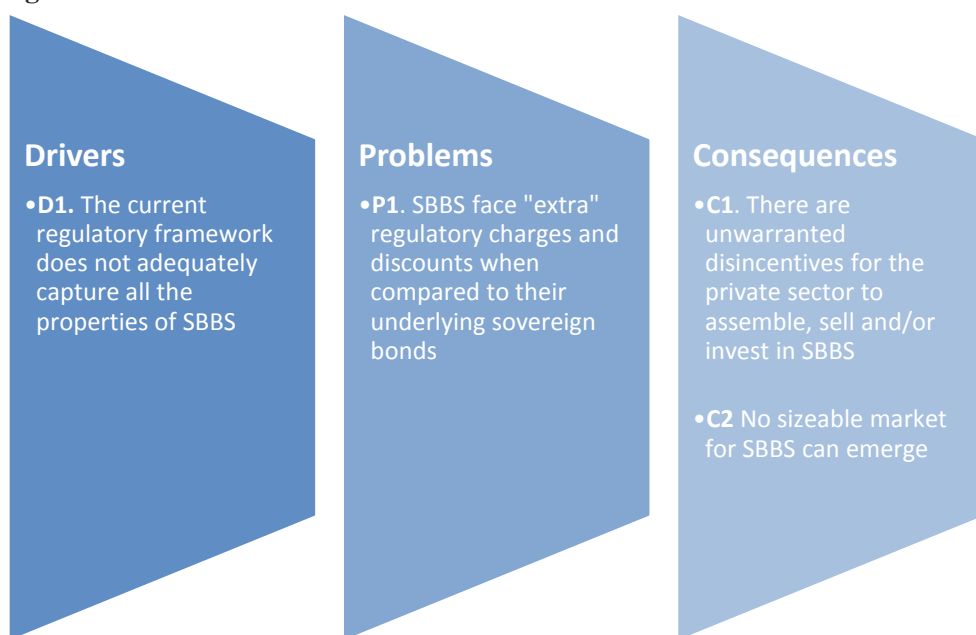 Drivers
•D1. The current
regulatory framework
does not adequately
capture all the
properties of SBBS
Problems
•P1. SBBS face "extra"
regulatory charges and
discounts when
compared to their
underlying sovereign
bonds
Consequences
•C1. There are
unwarranted
disincentives for the
private sector to
assemble, sell and/or
invest in SBBS
•C2 No sizeable market
for SBBS can emerge